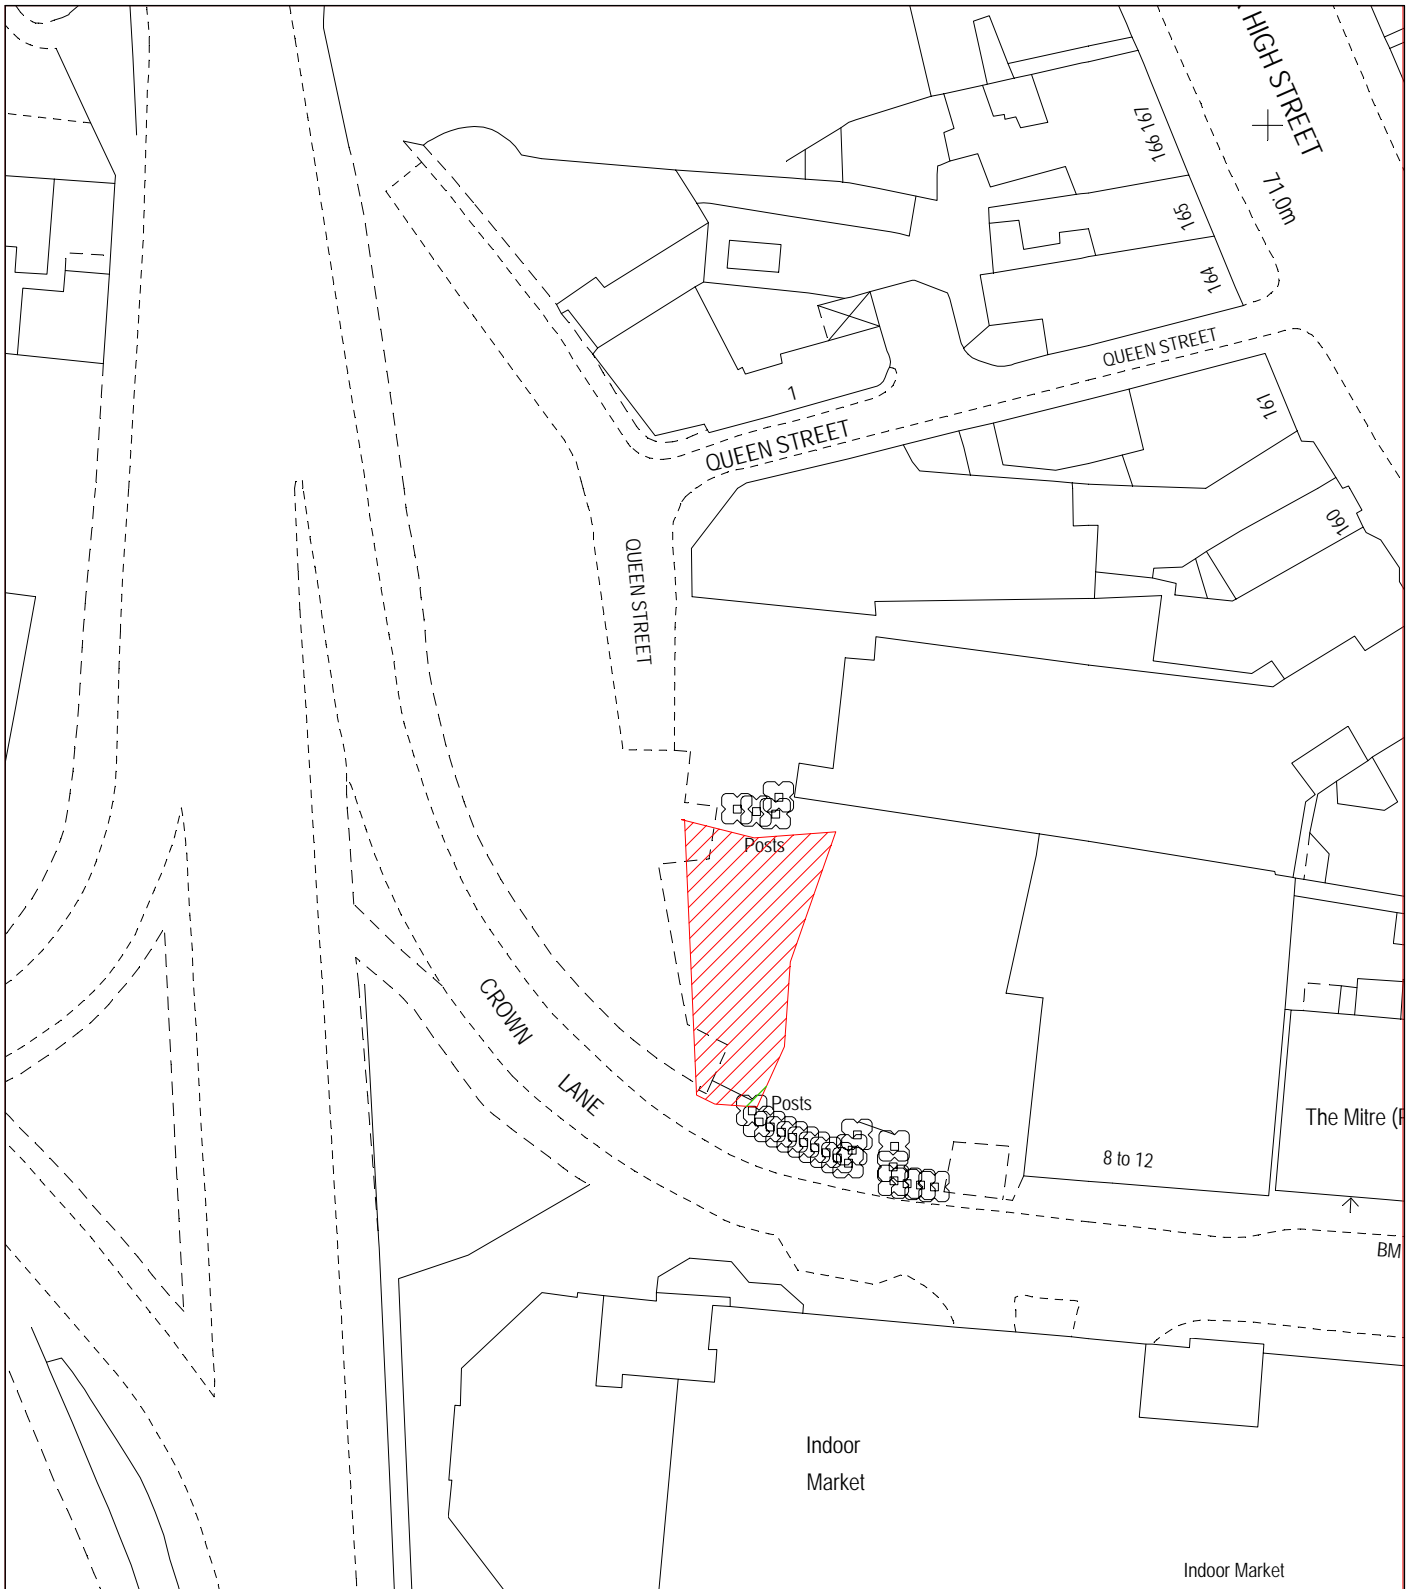 HIGH STREET
166 167
71.0m
165
164
QUEEN STREET
1
161
QUEEN STREET
160
QUEEN STREET
Posts
CROWN
LANE
Posts
The Mitre (
8 to 12
BM
Indoor
Market
Indoor Market